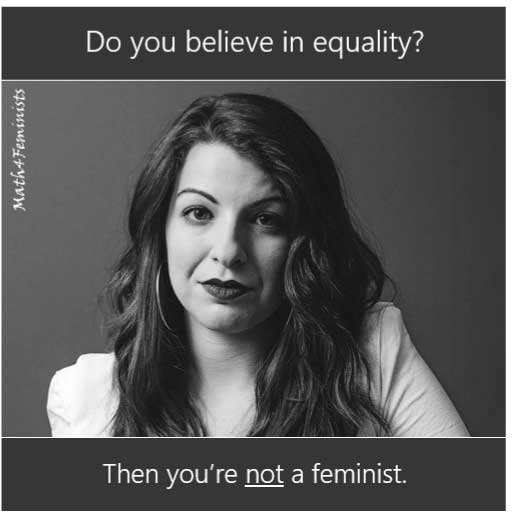 Do you believe in equality?
Math4Feminists
Then you're not a feminist.